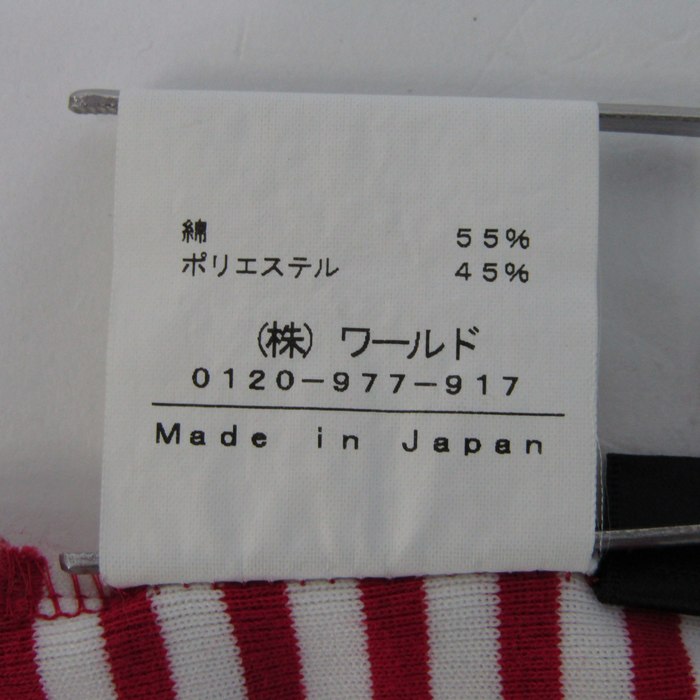 綿 55%
ポリエステル 45%
(株) ワールド
0120-977-917
Made in Japan